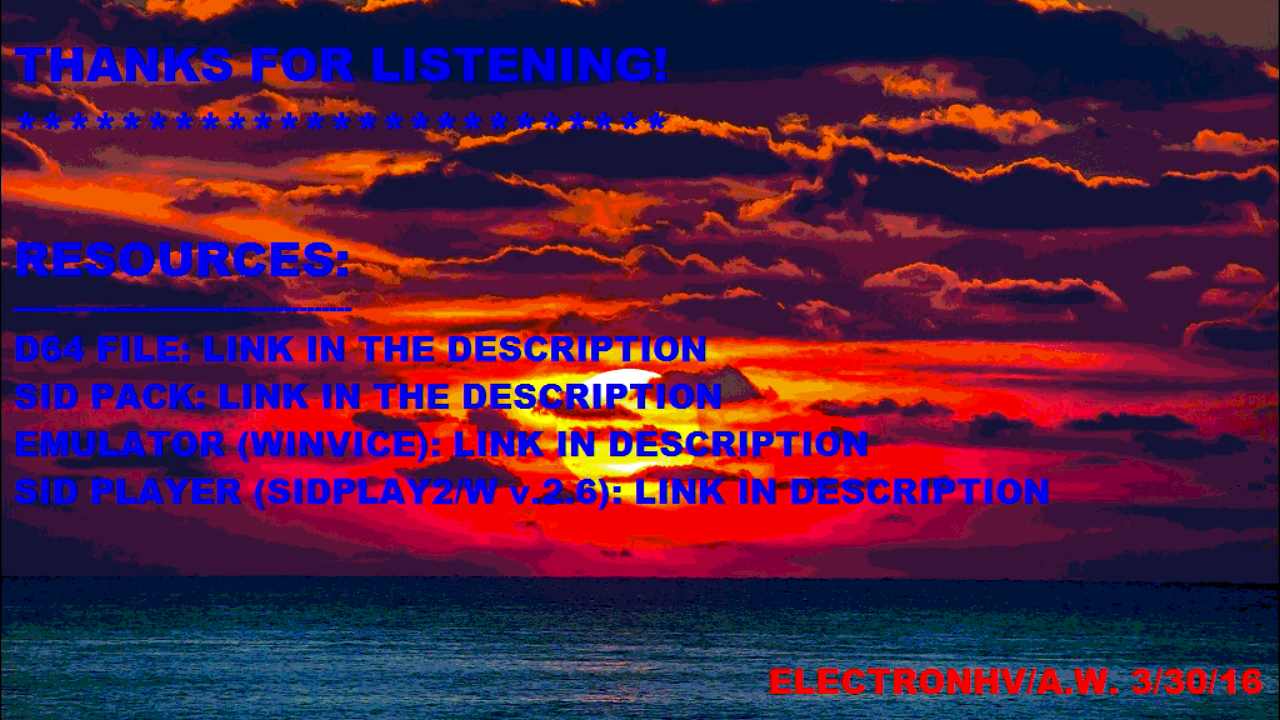 THANKS FOR LISTENING!
*************************
RESOURCES:
--------------------------------------------
D64 FILE: LINK IN THE DESCRIPTION
SID PACK: LINK IN THE DESCRIPTION
EMULATOR (WINVICE): LINK IN DESCRIPTION
SID PLAYER (SIDPLAY2/W v.2.6): LINK IN DESCRIPTION
ELECTRONHV/A.W. 3/30/16